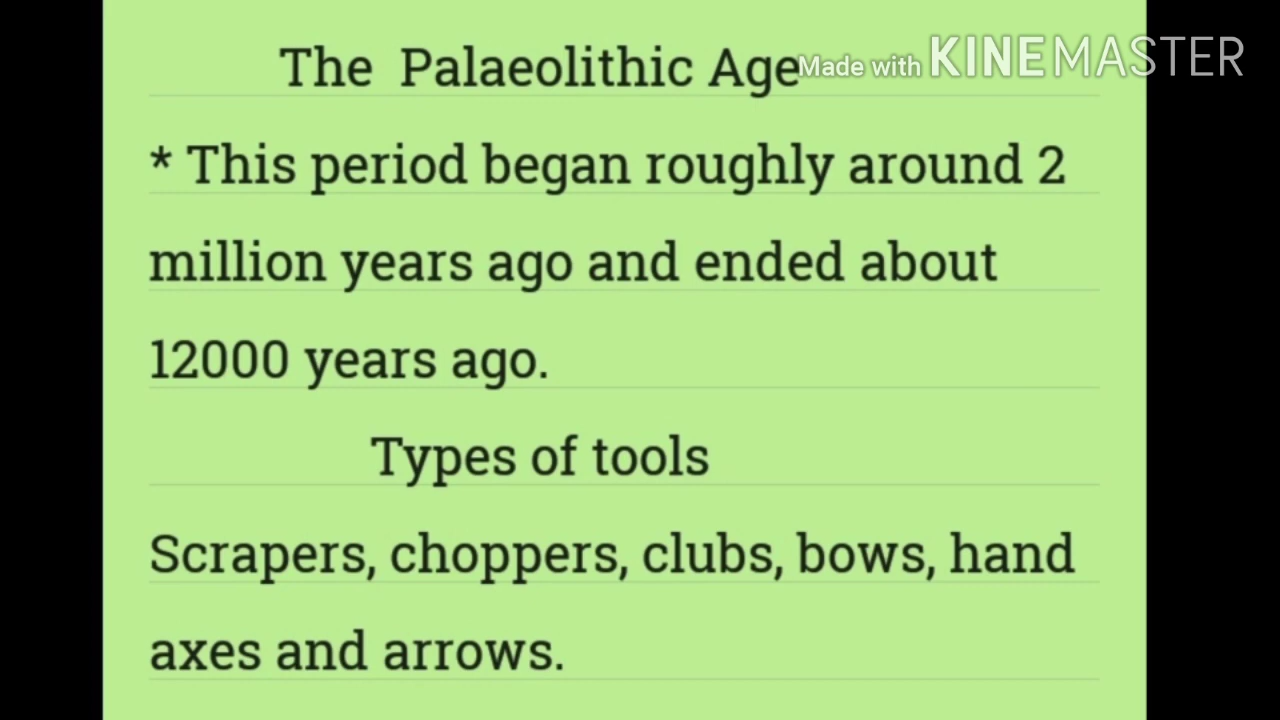 The Palaeolithic Age
Made with KINEMASTER
* This period began roughly around 2
million years ago and ended about
12000 years ago.
Types of tools
Scrapers, choppers, clubs, bows, hand
axes and arrows.